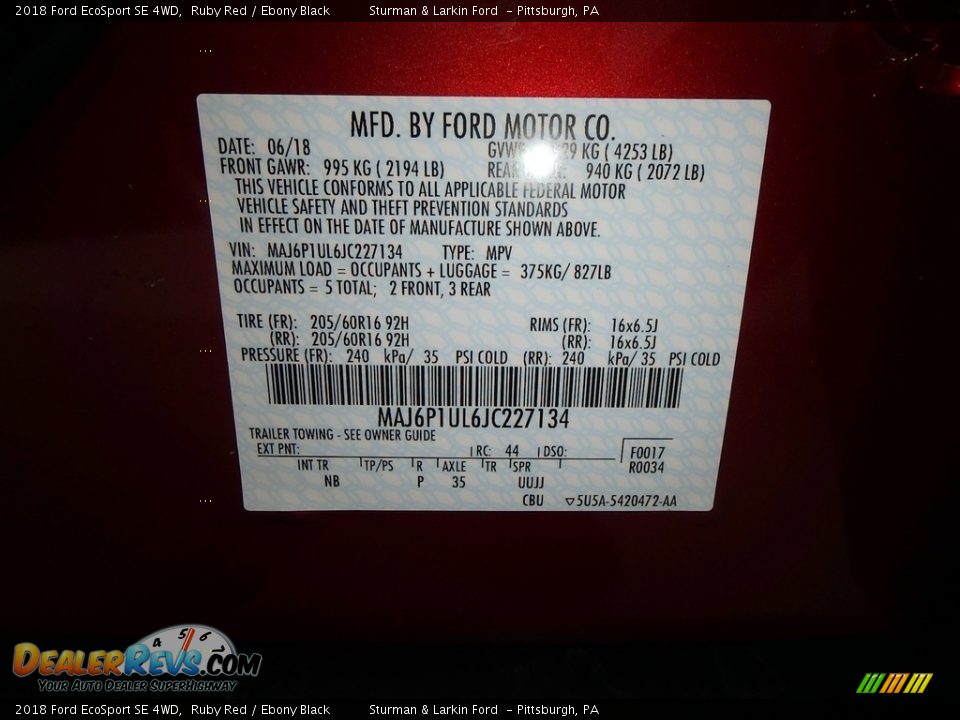 2018 Ford EcoSport SE 4WD, Ruby Red / Ebony Black Sturman & Larkin Ford - Pittsburgh, PA
MFD. BY FORD MOTOR CO.
DATE: 06/18 KG ( 4253 LB)
FRONT GAWR: 995 KG ( 2194 LB) 940 KG ( 2072 LB)
THIS VEHICLE CONFORMS TO ALL APPLICABLE FEDERAL MOTOR
VEHICLE SAFETY AND THEFT PREVENTION STANDARDS
IN EFFECT ON THE DATE OF MANUFACTURE SHOWN ABOVE.
VIN: MAJ6P1UL6JC227134 TYPE: MPV
MAXIMUM LOAD = OCCUPANTS + LUGGAGE = 375KG/ 827LB
OCCUPANTS = 5 TOTAL; 2 FRONT, 3 REAR
TIRE (FR): 205/60R16 92H RIMS (FR): 16x6.5J
(RR): 205/60R16 92H (RR): 16x6.5J
PRESSURE (FR): 240 kPa/ 35 PSI COLD (RR): 240 kPa/ 35 PSI COLD
MAJ6P1UL6JC227134
TRAILER TOWING - SEE OWNER GUIDE
EXT PNT: RC: 44 DSO: F0017
INT TR TP/PS R AXLE TR SPR R0034
NB P 35 UUJJ
CBU 5U5A-5420472-AA
4 5 6
DEALERREVS.COM
Your Auto Dealer SuperHighway
2018 Ford EcoSport SE 4WD, Ruby Red / Ebony Black Sturman & Larkin Ford - Pittsburgh, PA